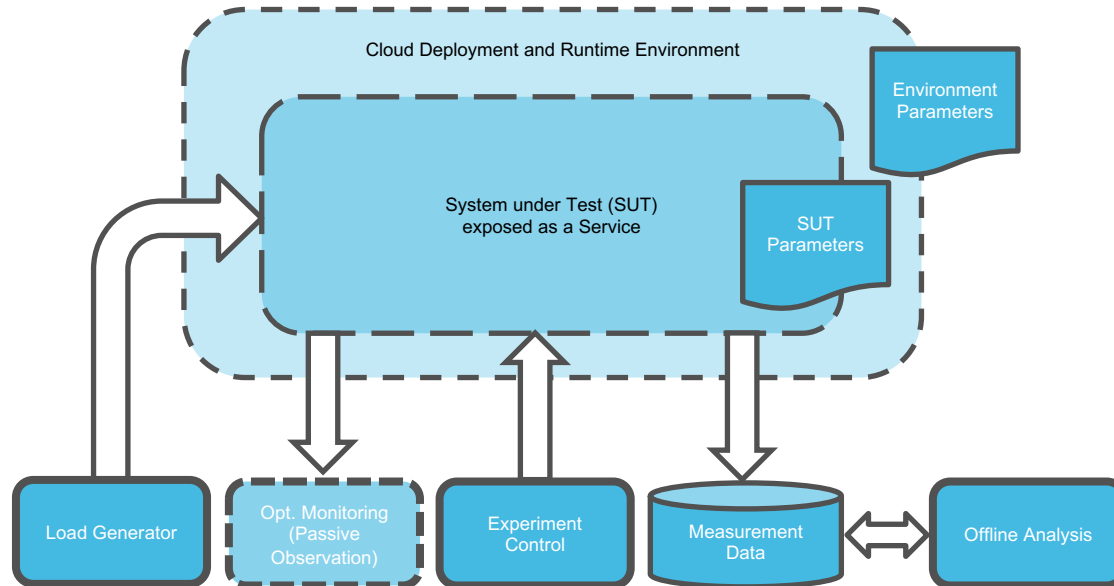 Cloud Deployment and Runtime Environment
Environment
Parameters
System under Test (SUT)
exposed as a Service
SUT
Parameters
Load Generator
Opt. Monitoring
(Passive
Observation)
Experiment
Control
Measurement
Data
Offline Analysis